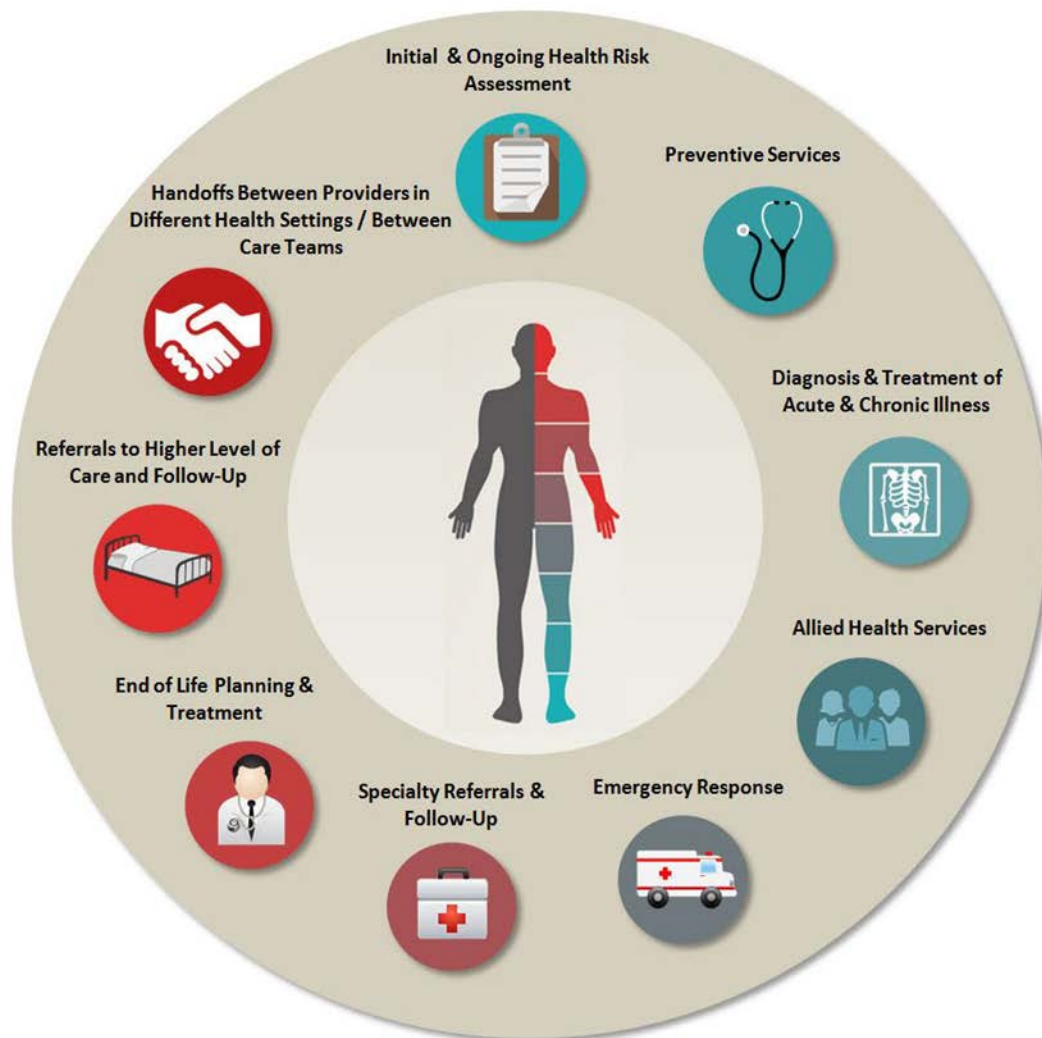 Initial & Ongoing Health Risk
Assessment
Preventive Services
Handoffs Between Providers in
Different Health Settings / Between
Care Teams
Diagnosis & Treatment of
Acute & Chronic Illness
Referrals to Higher Level of
Care and Follow-Up
Allied Health Services
End of Life Planning &
Treatment
Specialty Referrals &
Follow-Up
Emergency Response